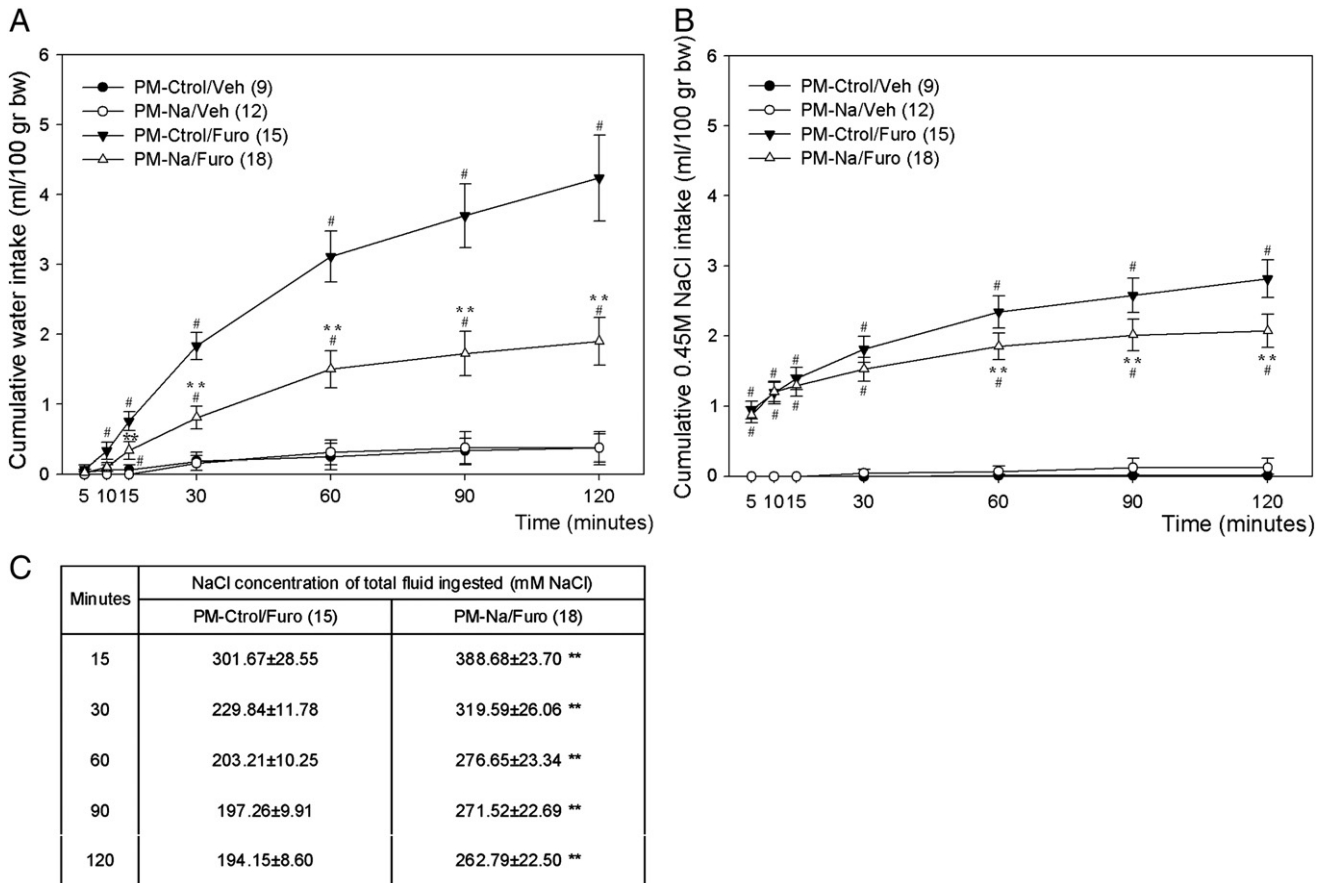 A
Cumulative water intake (ml/100 gr bw)
6
5
4
3
2
1
0
PM-Ctrol/Veh (9)
PM-Na/Veh (12)
PM-Ctrol/Furo (15)
PM-Na/Furo (18)
# # # # # # #
** ** ** ** **
# # # # #
5 10 15 30 60 90 120
Time (minutes)
B
Cumulative 0.45M NaCl intake (ml/100 gr bw)
6
5
4
3
2
1
0
PM-Ctrol/Veh (9)
PM-Na/Veh (12)
PM-Ctrol/Furo (15)
PM-Na/Furo (18)
# # # # # # #
** ** **
# # # # # # #
5 10 15 30 60 90 120
Time (minutes)
C
Minutes
NaCl concentration of total fluid ingested (mM NaCl)
PM-Ctrol/Furo (15) PM-Na/Furo (18)
15 301.67±28.55 388.68±23.70 **
30 229.84±11.78 319.59±26.06 **
60 203.21±10.25 276.65±23.34 **
90 197.26±9.91 271.52±22.69 **
120 194.15±8.60 262.79±22.50 **